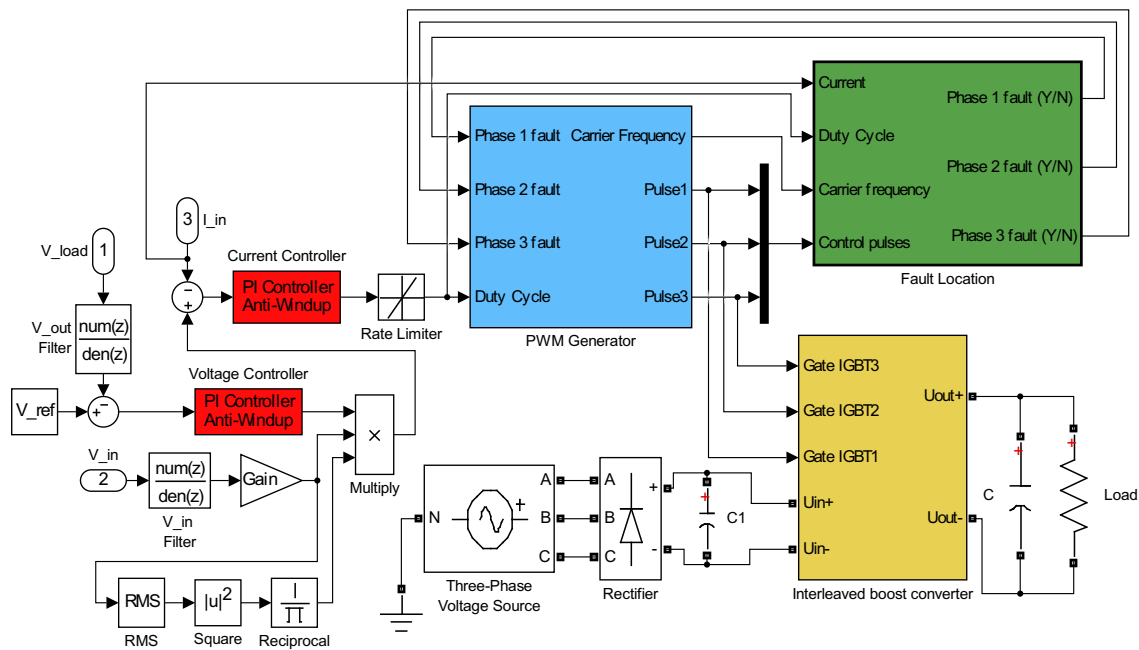 Current
Phase 1 fault (Y/N)
Duty Cycle
Phase 2 fault (Y/N)
Carrier frequency
Control pulses
Phase 3 fault (Y/N)
Fault Location
Phase 1 fault
Carrier Frequency
Phase 2 fault
Pulse1
Phase 3 fault
Pulse2
Duty Cycle
Pulse3
PWM Generator
3
I_in
V_load
1
Current Controller
PI Controller
Anti-Windup
Rate Limiter
− +
V_out
Filter
num(z)
den(z)
Voltage Controller
V_ref
+ −
PI Controller
Anti-Windup
×
Multiply
V_in
2
num(z)
den(z)
V_in
Filter
Gain
RMS
RMS
|u|2
Square
1
Reciprocal
N
+
A
B
C
Three-Phase
Voltage Source
A
B
C
+
-
Rectifier
+
C1
Gate IGBT3
Gate IGBT2
Gate IGBT1
Uin+
Uin-
Uout+
Uout-
Interleaved boost converter
+
C
+
Load